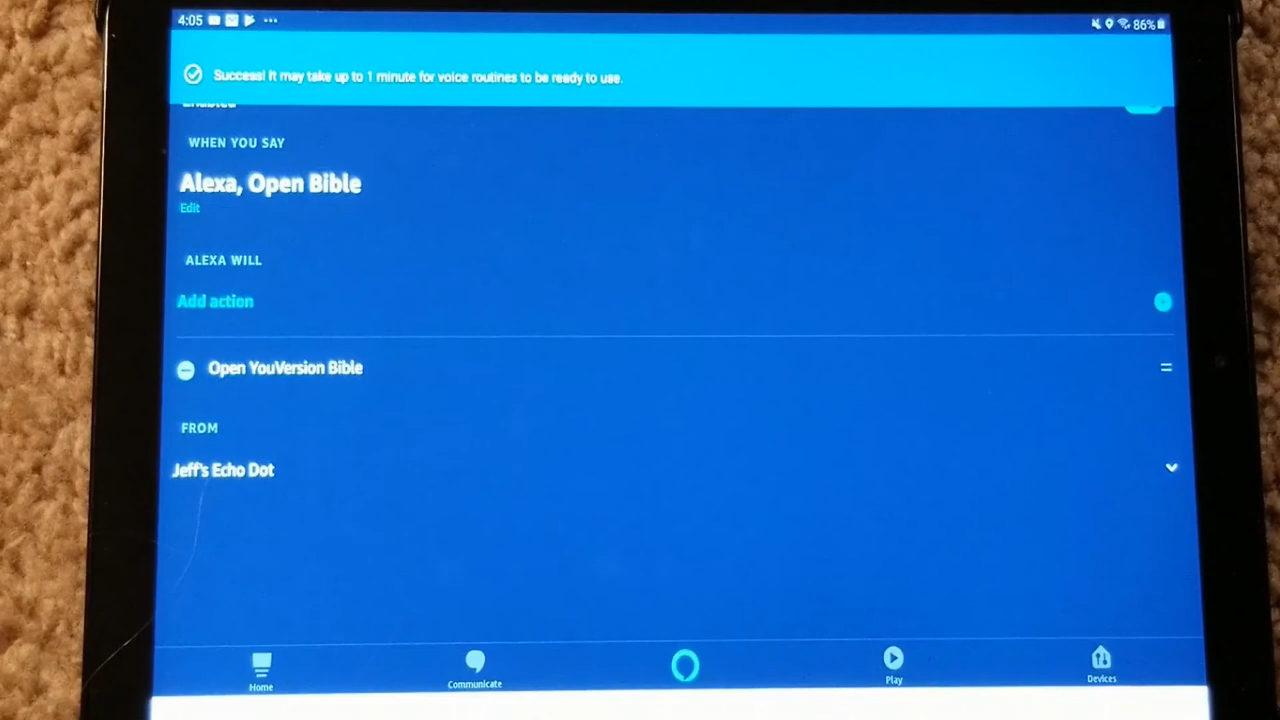 4:05
86%
Success! It may take up to 1 minute for voice routines to be ready to use.
Enabled
WHEN YOU SAY
Alexa, Open Bible
Edit
ALEXA WILL
Add action
Open YouVersion Bible
FROM
Jeff's Echo Dot
Home
Communicate
Play
Devices